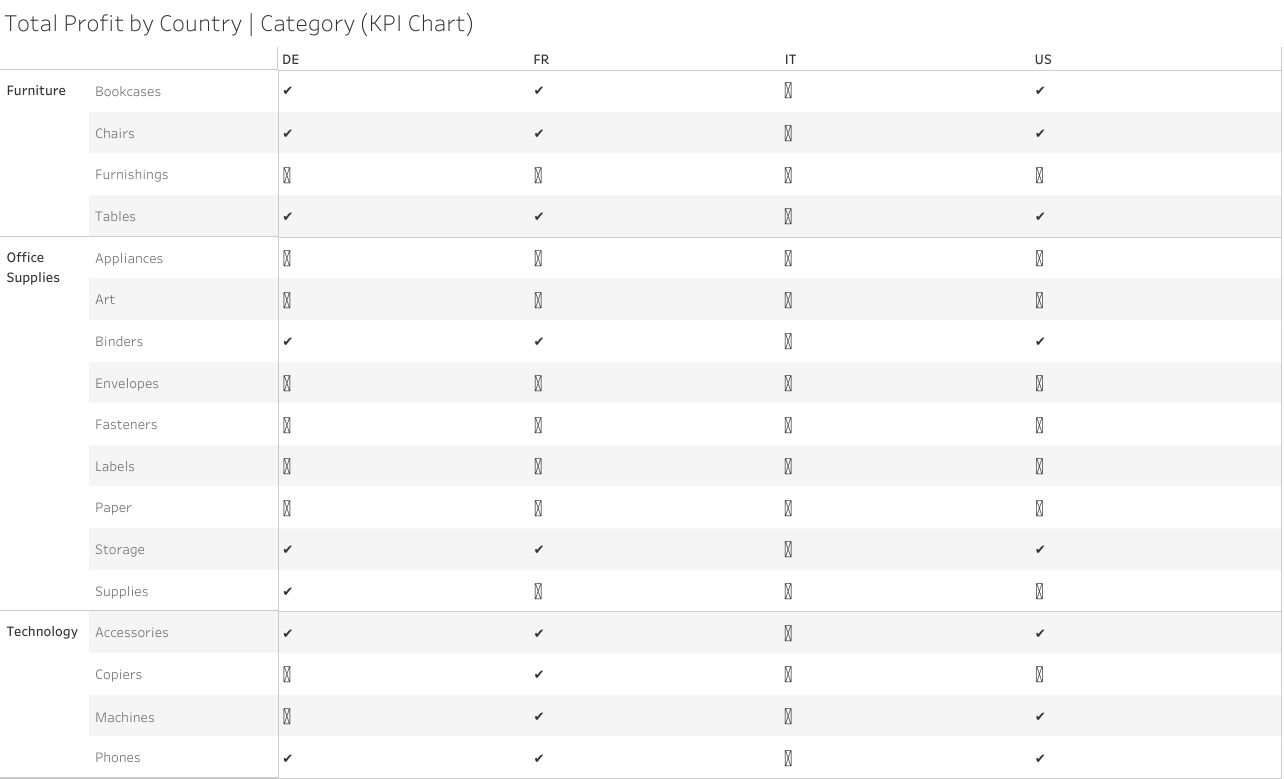 Total Profit by Country | Category (KPI Chart)
DE FR IT US
Furniture Bookcases ✔ ✔ ✔
Chairs ✔ ✔ ✔
Furnishings
Tables ✔ ✔ ✔
Office Supplies Appliances
Art
Binders ✔ ✔ ✔
Envelopes
Fasteners
Labels
Paper
Storage ✔ ✔ ✔
Supplies ✔
Technology Accessories ✔ ✔ ✔
Copiers ✔
Machines ✔ ✔
Phones ✔ ✔ ✔